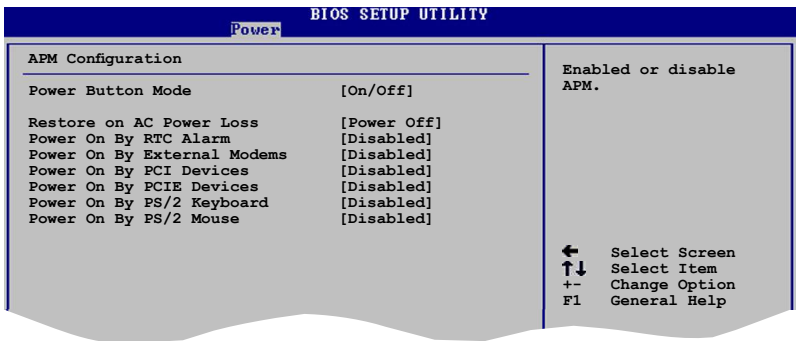 BIOS SETUP UTILITY
Power
APM Configuration
Power Button Mode [On/Off]
Restore on AC Power Loss [Power Off]
Power On By RTC Alarm [Disabled]
Power On By External Modems [Disabled]
Power On By PCI Devices [Disabled]
Power On By PCIE Devices [Disabled]
Power On By PS/2 Keyboard [Disabled]
Power On By PS/2 Mouse [Disabled]
Enabled or disable
APM.
← Select Screen
↑↓ Select Item
+- Change Option
F1 General Help